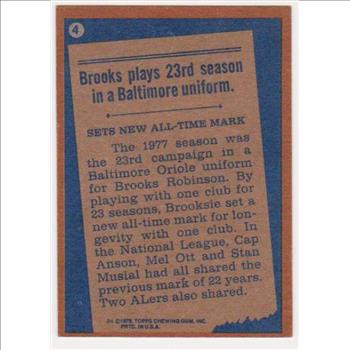 4
Brooks plays 23rd season
in a Baltimore uniform.
SETS NEW ALL-TIME MARK
The 1977 season was
the 23rd campaign in a
Baltimore Oriole uniform
for Brooks Robinson. By
playing with one club for
23 seasons, Brooksie set a
new all-time mark for lon-
gevity with one club. In
the National League, Cap
Anson, Mel Ott and Stan
Musial had all shared the
previous mark of 22 years.
Two ALers also shared.
© 1978 TOPPS CHEWING GUM, INC.
PRTD. IN U.S.A.